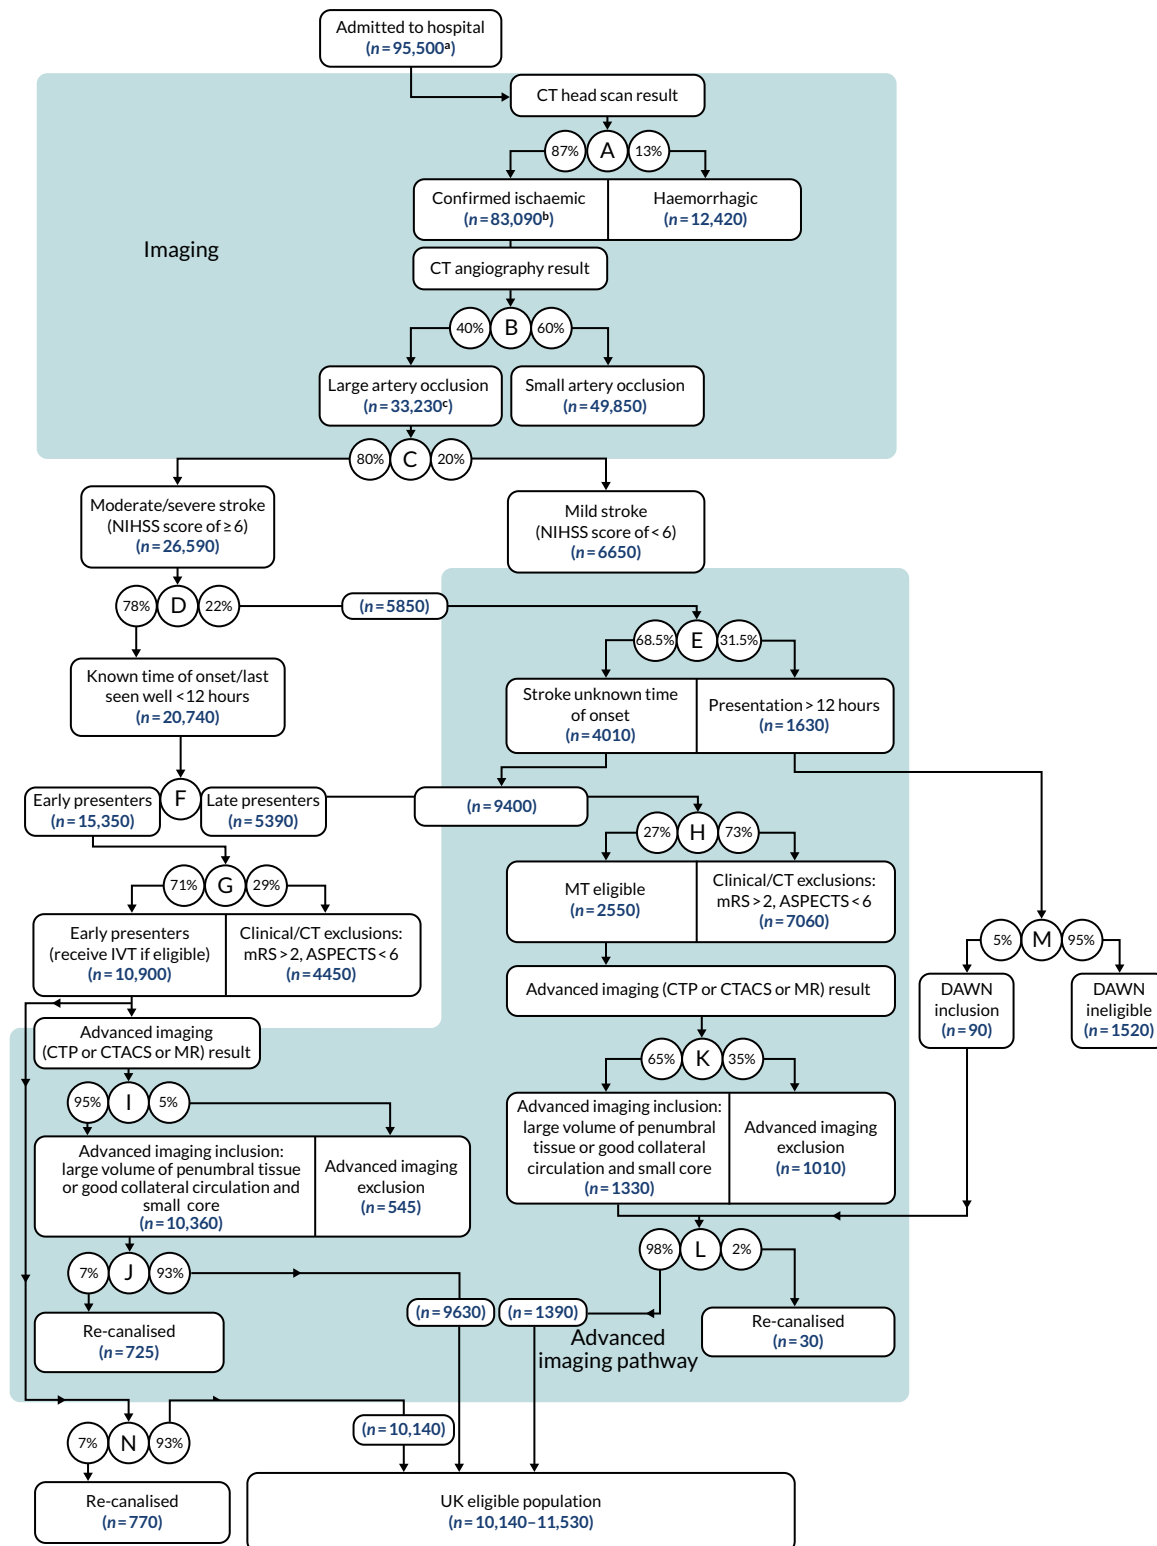 Admitted to hospital
(n = 95,500ᵃ)
CT head scan result
87%
A
13%
Confirmed ischaemic
(n = 83,090ᵇ)
Haemorrhagic
(n = 12,420)
Imaging
CT angiography result
40%
B
60%
Large artery occlusion
(n = 33,230ᶜ)
Small artery occlusion
(n = 49,850)
80%
C
20%
Moderate/severe stroke
(NIHSS score of ≥ 6)
(n = 26,590)
Mild stroke
(NIHSS score of < 6)
(n = 6650)
78%
D
22%
(n = 5850)
68.5%
E
31.5%
Known time of onset/last
seen well <12 hours
(n = 20,740)
Stroke unknown time
of onset
(n = 4010)
Presentation > 12 hours
(n = 1630)
Early presenters
(n = 15,350)
F
Late presenters
(n = 5390)
(n = 9400)
27%
H
73%
71%
G
29%
MT eligible
(n = 2550)
Clinical/CT exclusions:
mRS > 2, ASPECTS < 6
(n = 7060)
Early presenters
(receive IVT if eligible)
(n = 10,900)
Clinical/CT exclusions:
mRS > 2, ASPECTS < 6
(n = 4450)
5%
M
95%
Advanced imaging (CTP or CTACS or MR) result
DAWN
inclusion
(n = 90)
DAWN
ineligible
(n = 1520)
Advanced imaging
(CTP or CTACS or MR) result
65%
K
35%
95%
I
5%
Advanced imaging inclusion:
large volume of penumbral
tissue or good collateral
circulation and small core
(n = 1330)
Advanced imaging
exclusion
(n = 1010)
Advanced imaging inclusion:
large volume of penumbral tissue
or good collateral circulation and
small core
(n = 10,360)
Advanced imaging
exclusion
(n = 545)
98%
L
2%
7%
J
93%
(n = 9630)
(n = 1390)
Re-canalised
(n = 725)
Re-canalised
(n = 30)
Advanced
imaging pathway
7%
N
93%
(n = 10,140)
Re-canalised
(n = 770)
UK eligible population
(n = 10,140–11,530)